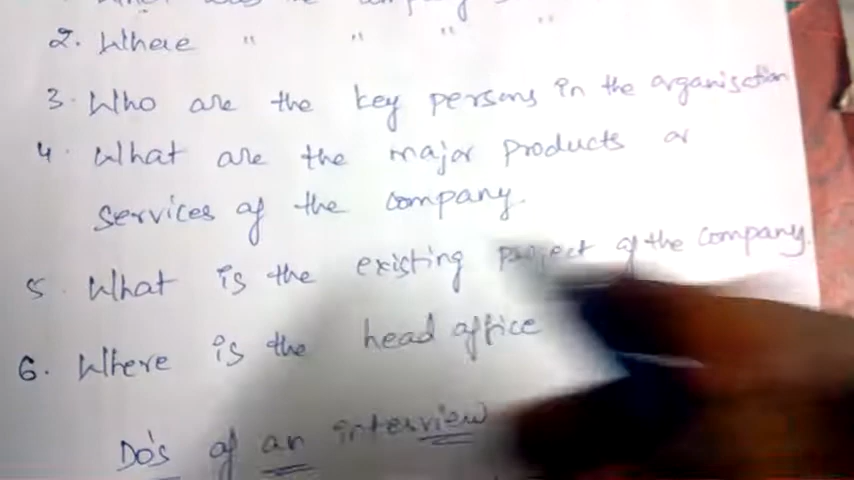 2. Where " " " "
3. Who are the key persons in the organisation
4. What are the major products or
services of the company.
5. What is the existing project of the company.
6. Where is the head office
Do's of an interview